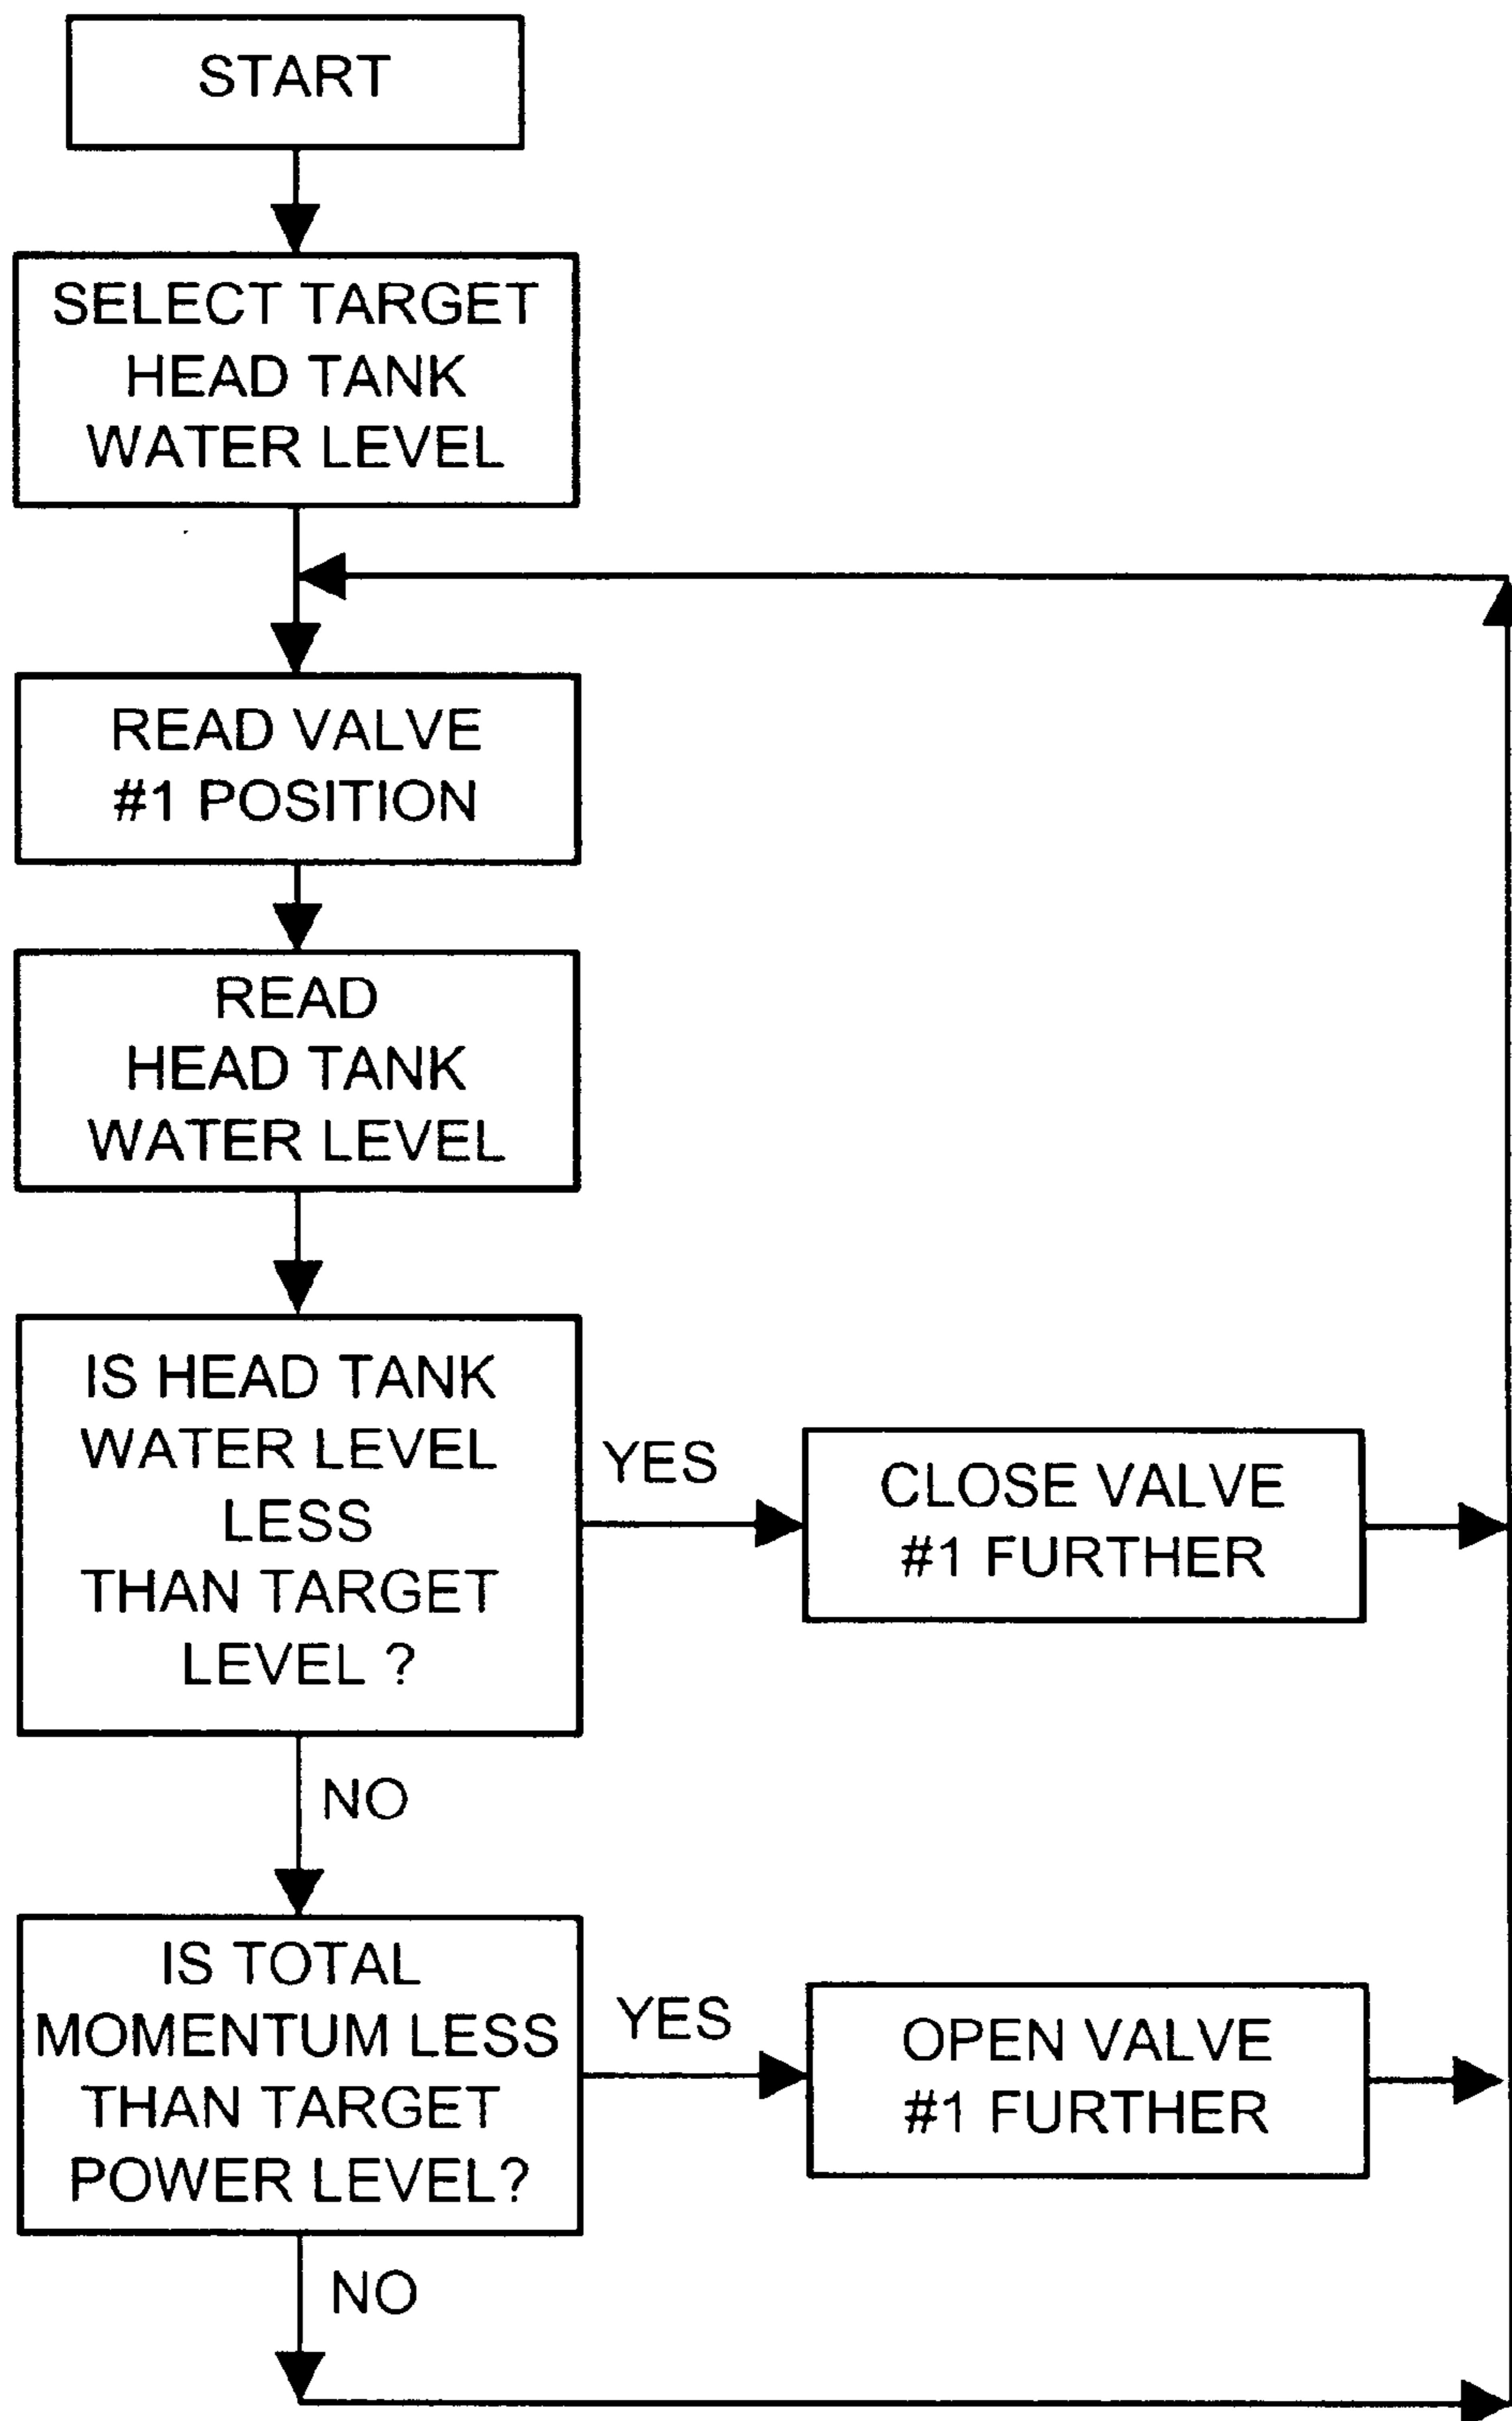 START
SELECT TARGET
HEAD TANK
WATER LEVEL
READ VALVE
#1 POSITION
READ
HEAD TANK
WATER LEVEL
IS HEAD TANK
WATER LEVEL
LESS
THAN TARGET
LEVEL ?
YES
CLOSE VALVE
#1 FURTHER
NO
IS TOTAL
MOMENTUM LESS
THAN TARGET
POWER LEVEL?
YES
OPEN VALVE
#1 FURTHER
NO